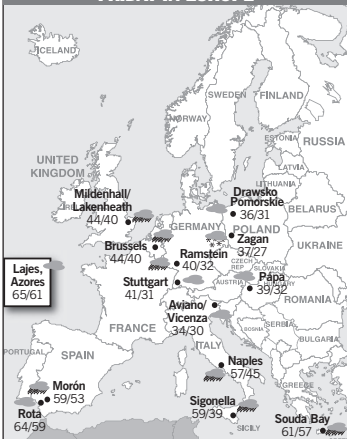 ICELAND
SWEDEN
FINLAND
NORWAY
ESTONIA
RUSSIA
LATVIA
LITHUANIA
UNITED
KINGDOM
Mildenhall/
Lakenheath
44/40
Drawsko
Pomorskie
36/31
BELARUS
GERMANY
POLAND
Zagan
37/27
Brussels
44/40
Ramstein
40/32
UKRAINE
CZECH
REP
SLOVAKIA
Lajes,
Azores
65/61
Stuttgart
41/31
AUSTRIA
Pápa
39/32
HUNGARY
ROMANIA
Aviano/
Vicenza
34/30
FRANCE
BOSNIA
SERBIA
BULGARIA
ITALY
PORTUGAL
SPAIN
Naples
57/45
Morón
59/53
GREECE
Sigonella
59/39
Rota
64/59
SICILY
Souda Bay
61/57